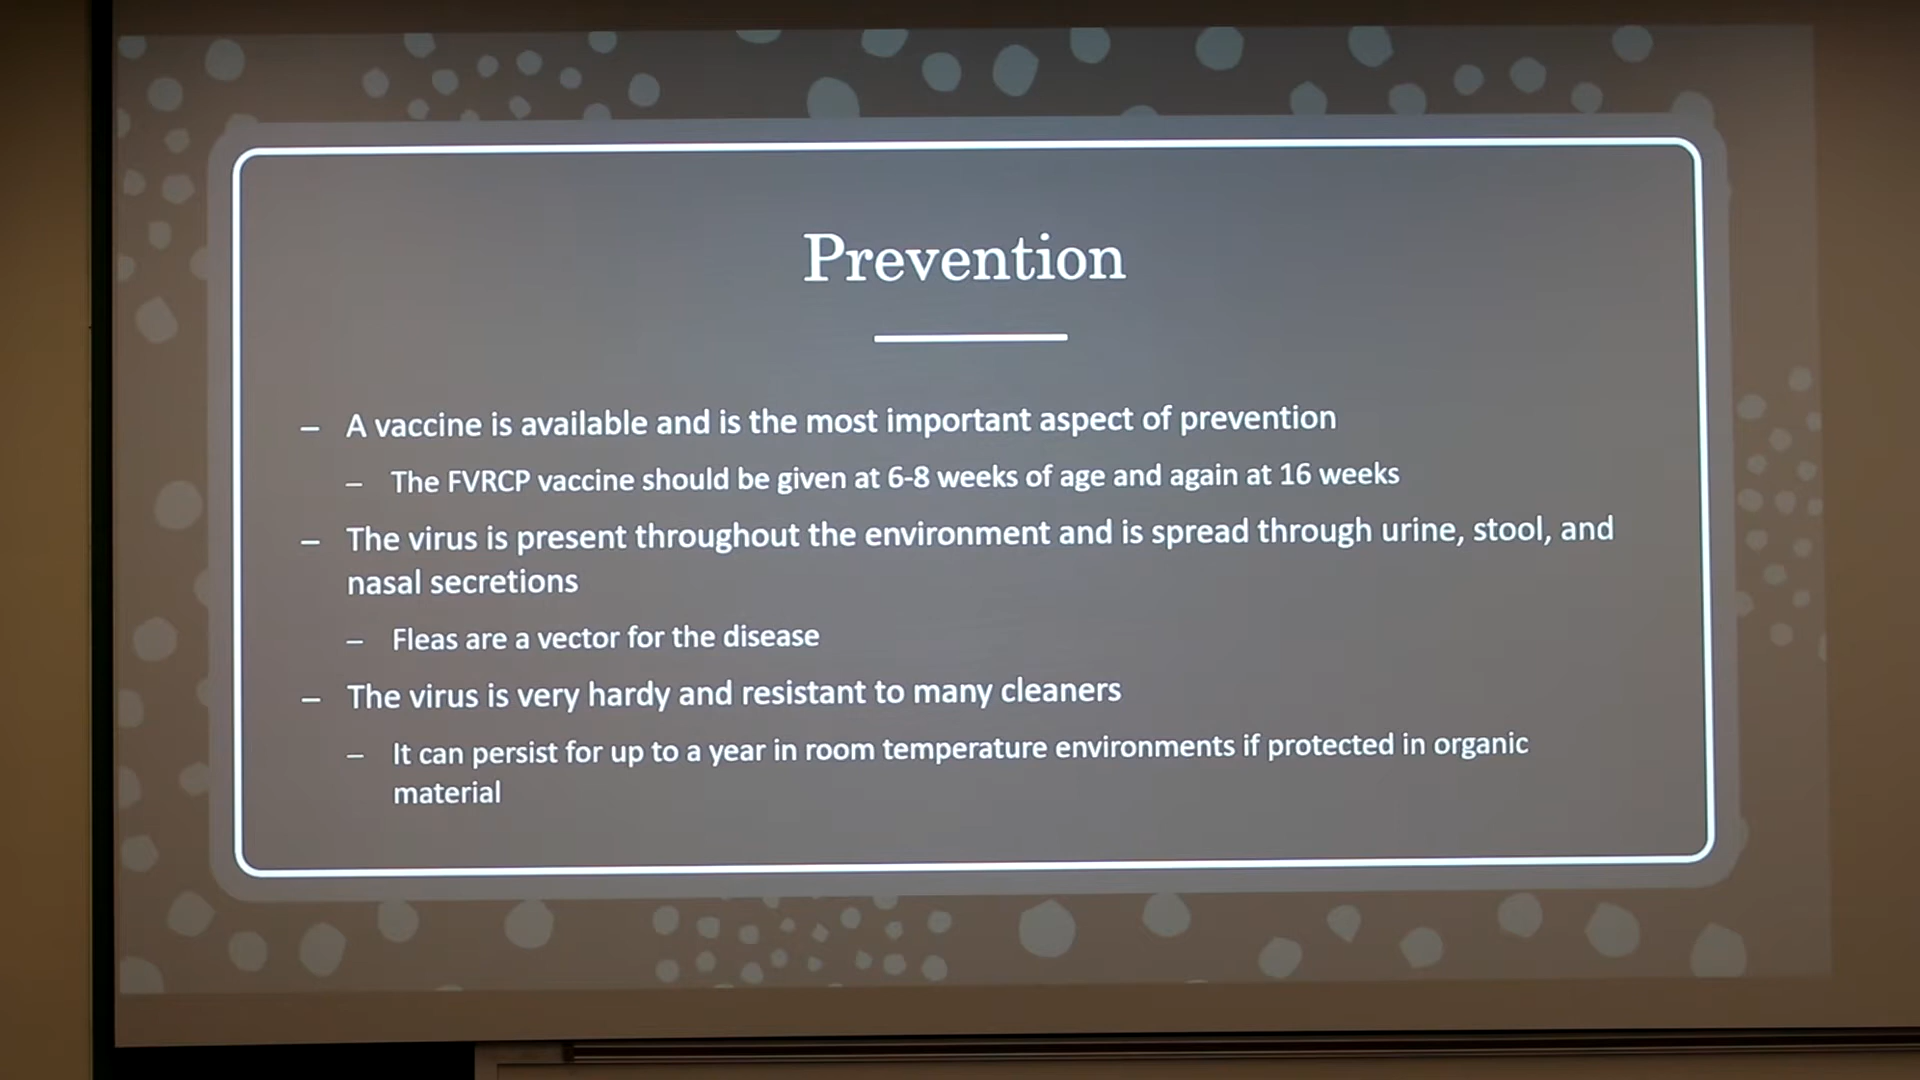 Prevention
– A vaccine is available and is the most important aspect of prevention
– The FVRCP vaccine should be given at 6-8 weeks of age and again at 16 weeks
– The virus is present throughout the environment and is spread through urine, stool, and
nasal secretions
– Fleas are a vector for the disease
– The virus is very hardy and resistant to many cleaners
– It can persist for up to a year in room temperature environments if protected in organic
material